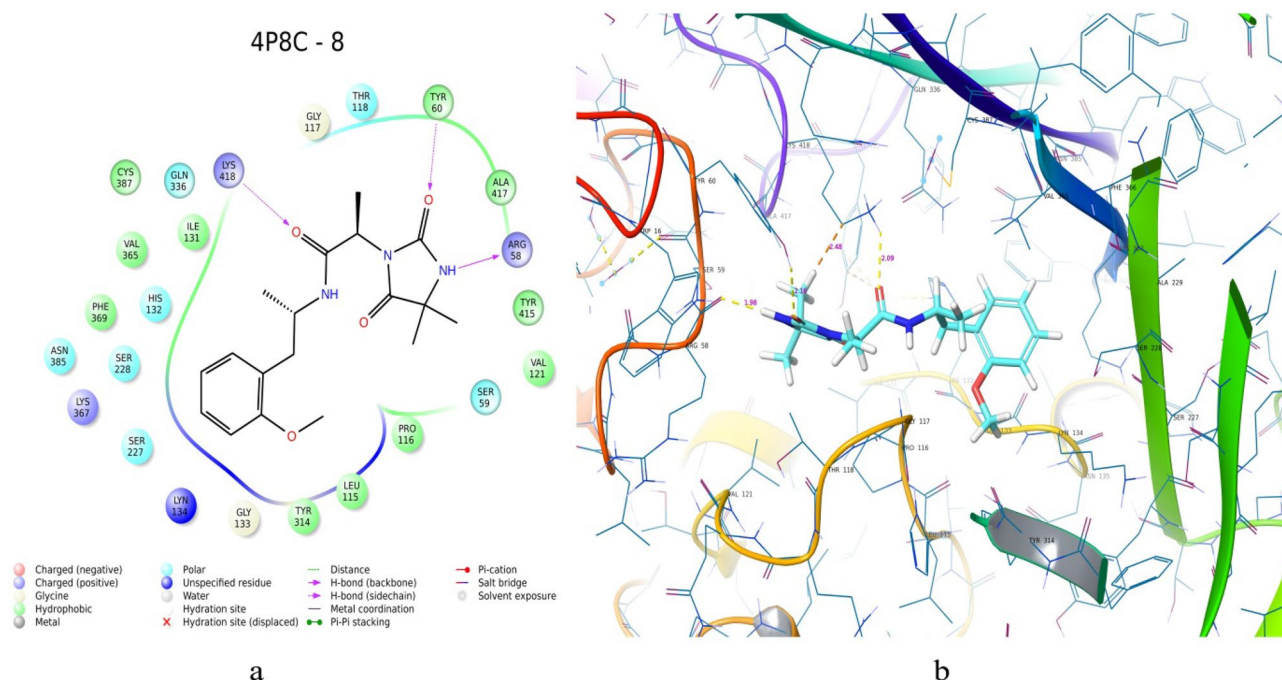 4P8C - 8
TYR
60
THR
118
GLY
117
LYS
418
CYS
387
GLN
336
ALA
417
ILE
131
VAL
365
ARG
58
PHE
369
HIS
132
TYR
415
ASN
385
SER
228
VAL
121
LYS
367
SER
59
SER
227
PRO
116
LEU
115
LYN
134
GLY
133
TYR
314
O
O
N
NH
NH
O
O
Charged (negative)
Charged (positive)
Glycine
Hydrophobic
Metal
Polar
Unspecified residue
Water
Hydration site
Hydration site (displaced)
Distance
H-bond (backbone)
H-bond (sidechain)
Metal coordination
Pi-Pi stacking
Pi-cation
Salt bridge
Solvent exposure
a
GLN 336
CYS 387
TYR 60
PHE 366
SER 59
ALA 229
2.48
2.09
1.98
ARG 58
SER 228
SER 227
PRO 116
THR 118
VAL 121
TYR 314
b